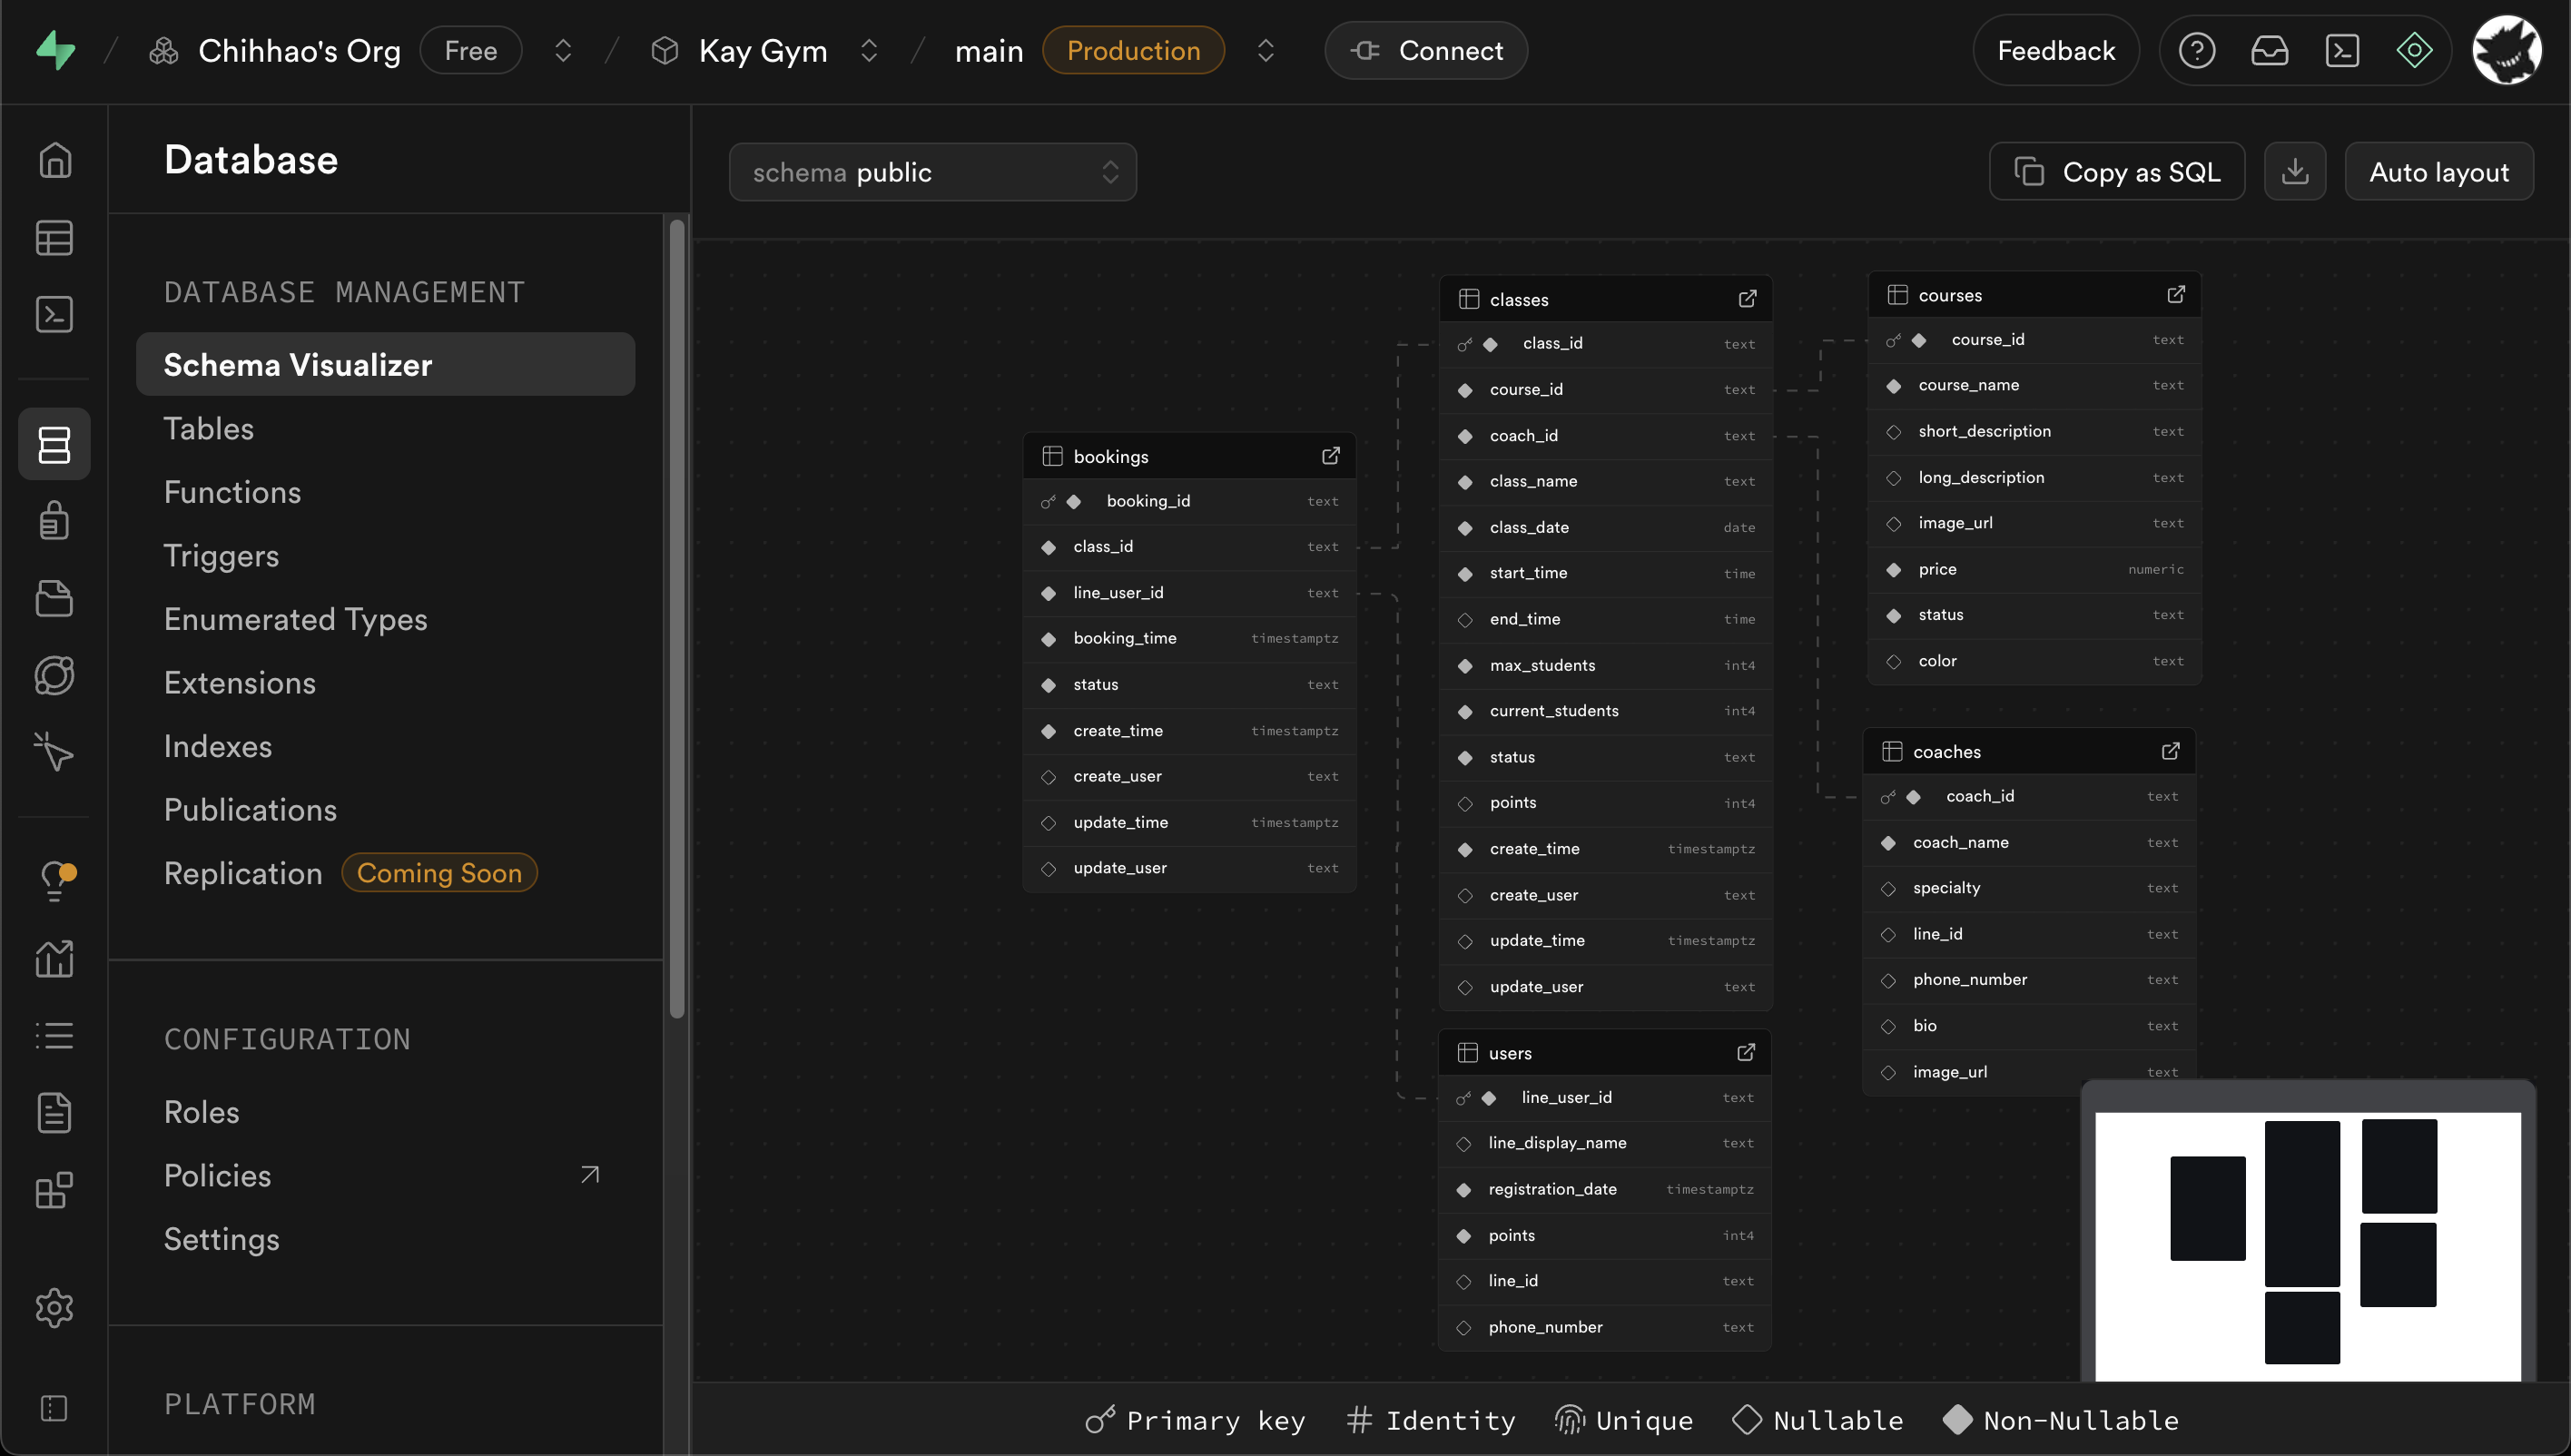 Chihhao's Org Free Kay Gym main Production Connect Feedback
Database
DATABASE MANAGEMENT
Schema Visualizer
Tables
Functions
Triggers
Enumerated Types
Extensions
Indexes
Publications
Replication Coming Soon
CONFIGURATION
Roles
Policies
Settings
PLATFORM
schema public
Copy as SQL
Auto layout
bookings
booking_id text
class_id text
line_user_id text
booking_time timestamptz
status text
create_time timestamptz
create_user text
update_time timestamptz
update_user text
classes
class_id text
course_id text
coach_id text
class_name text
class_date date
start_time time
end_time time
max_students int4
current_students int4
status text
points int4
create_time timestamptz
create_user text
update_time timestamptz
update_user text
users
line_user_id text
line_display_name text
registration_date timestamptz
points int4
line_id text
phone_number text
courses
course_id text
course_name text
short_description text
long_description text
image_url text
price numeric
status text
color text
coaches
coach_id text
coach_name text
specialty text
line_id text
phone_number text
bio text
image_url text
Primary key Identity Unique Nullable Non-Nullable